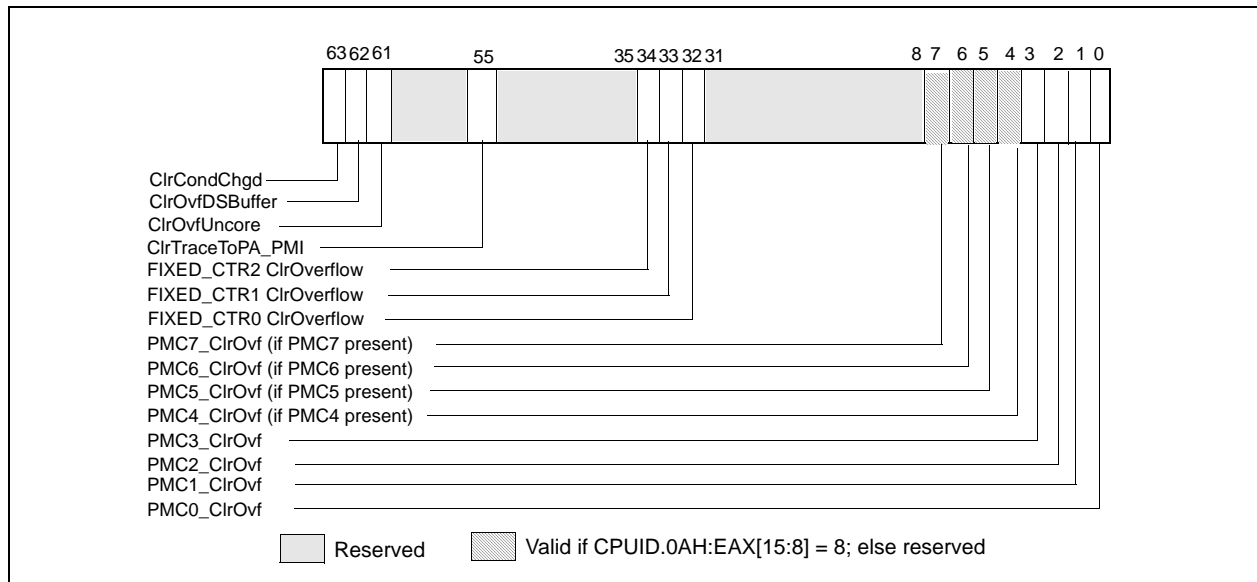 63 62 61 55 35 34 33 32 31 8 7 6 5 4 3 2 1 0
ClrCondChgd
ClrOvfDSBuffer
ClrOvfUncore
ClrTraceToPA_PMI
FIXED_CTR2 ClrOverflow
FIXED_CTR1 ClrOverflow
FIXED_CTR0 ClrOverflow
PMC7_ClrOvf (if PMC7 present)
PMC6_ClrOvf (if PMC6 present)
PMC5_ClrOvf (if PMC5 present)
PMC4_ClrOvf (if PMC4 present)
PMC3_ClrOvf
PMC2_ClrOvf
PMC1_ClrOvf
PMC0_ClrOvf
Reserved Valid if CPUID.0AH:EAX[15:8] = 8; else reserved